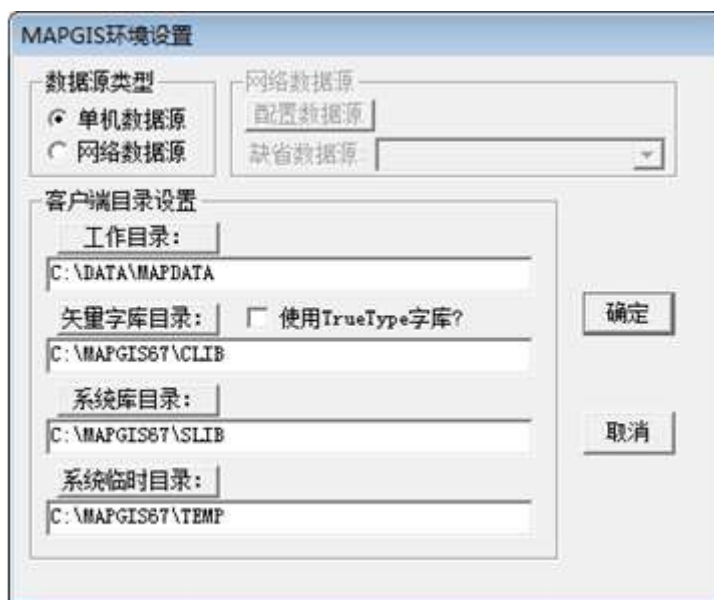 MAPGIS环境设置
数据源类型
单机数据源
网络数据源
网络数据源
配置数据源
缺省数据源:
客户端目录设置
工作目录:
C:\DATA\MAPDATA
矢量字库目录: 使用TrueType字库?
C:\MAPGIS67\CLIB
系统库目录:
C:\MAPGIS67\SLIB
系统临时目录:
C:\MAPGIS67\TEMP
确定
取消